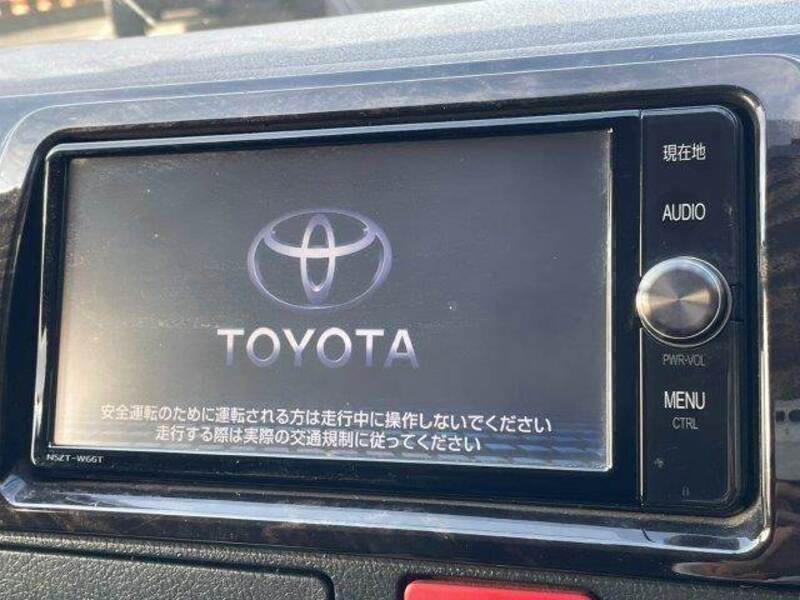 TOYOTA
安全運転のために運転される方は走行中に操作しないでください
走行する際は実際の交通規制に従ってください
NSZT-W66T
現在地
AUDIO
PWR-VOL
MENU
CTRL